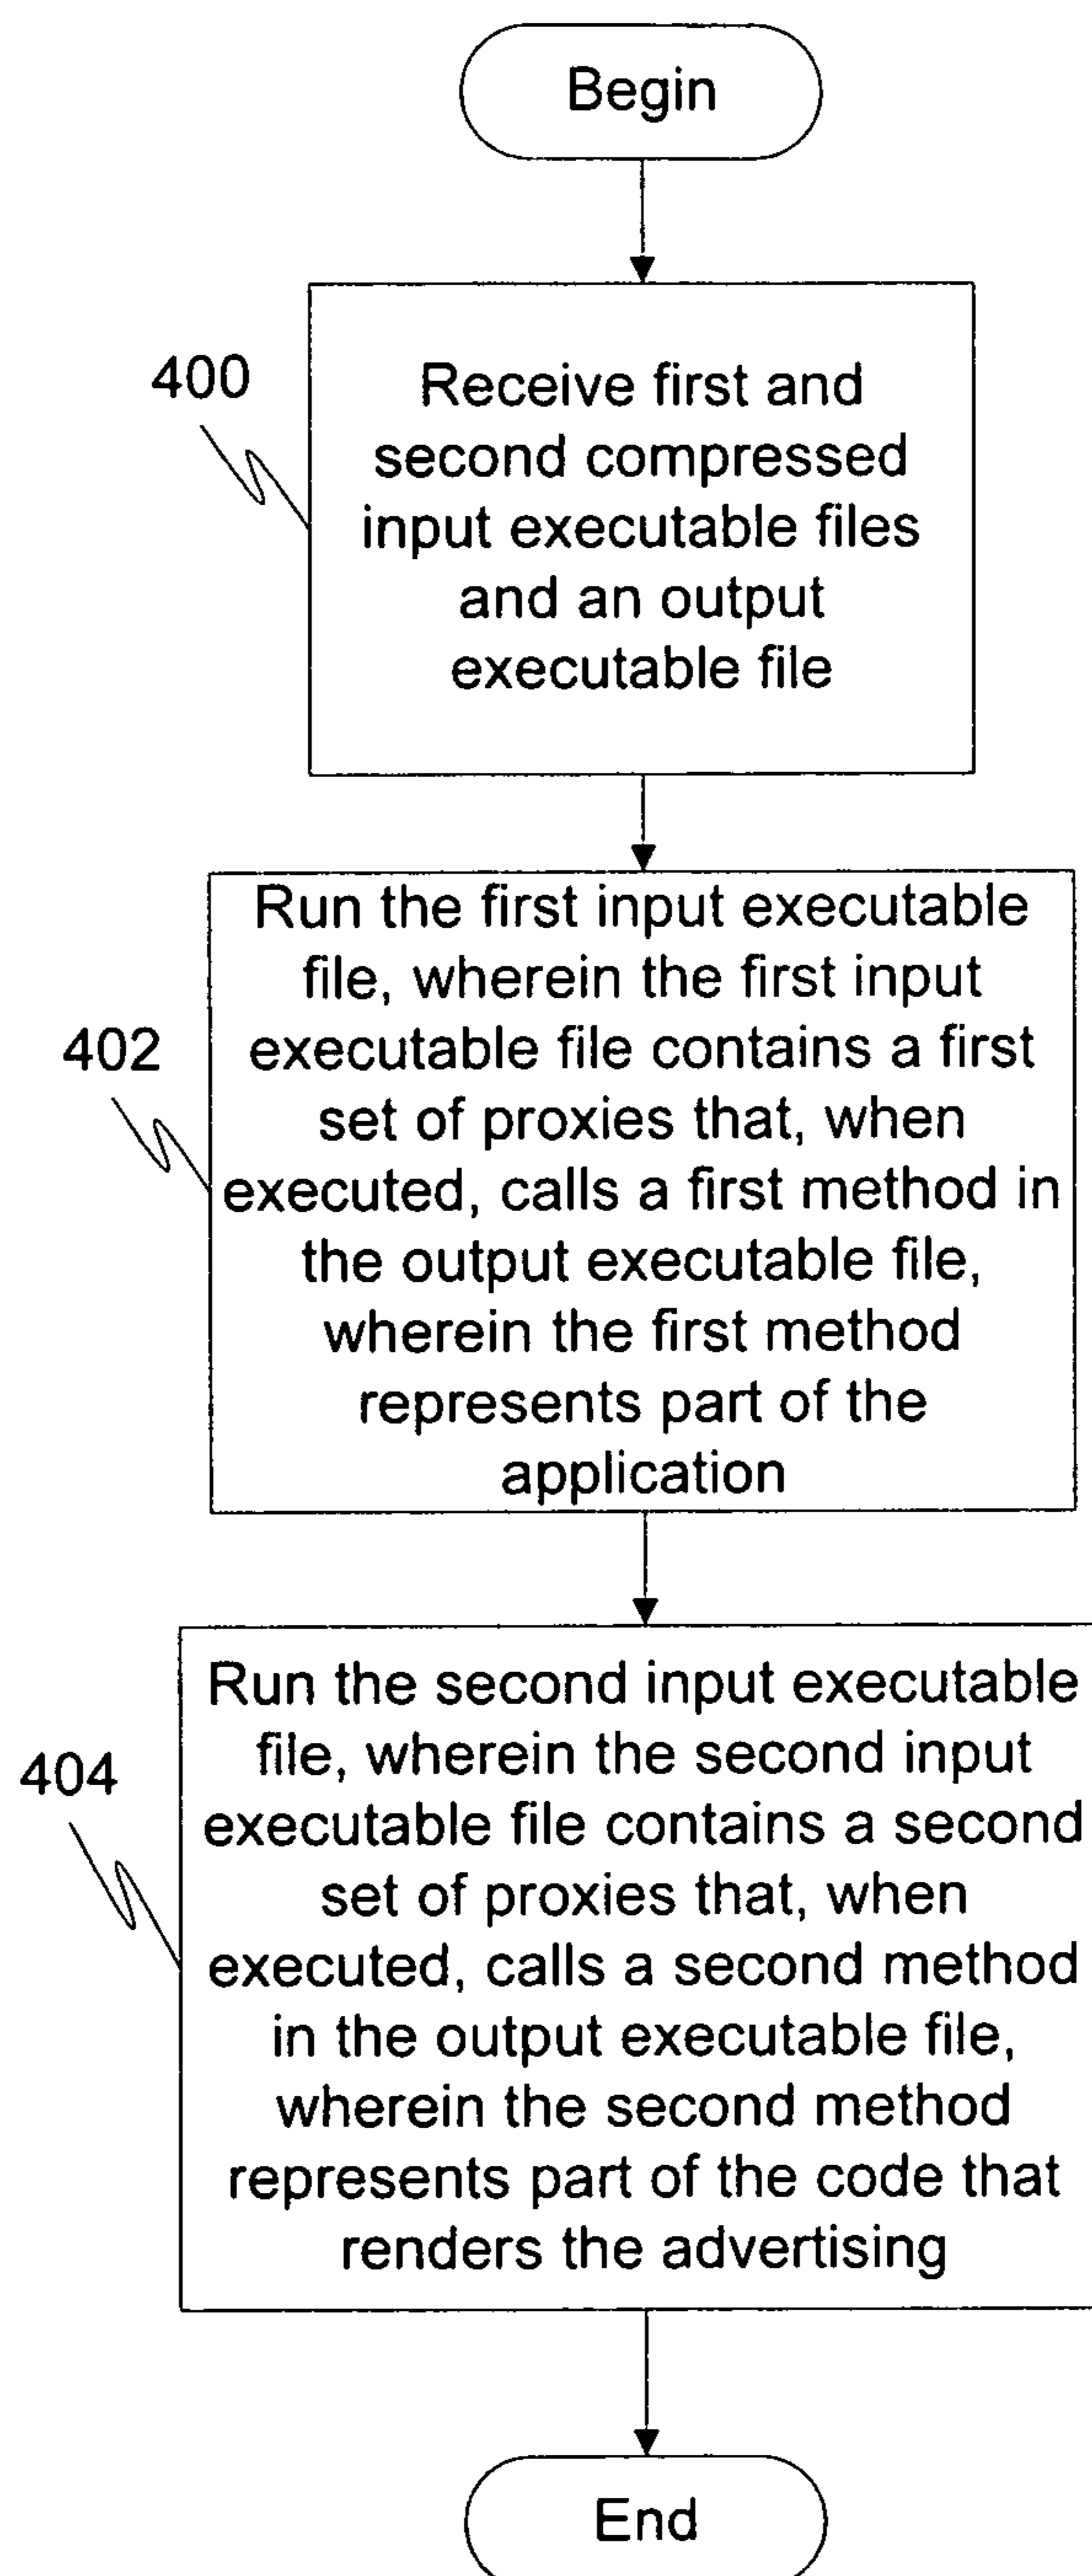 Begin
400
Receive first and
second compressed
input executable files
and an output
executable file
402
Run the first input executable
file, wherein the first input
executable file contains a first
set of proxies that, when
executed, calls a first method in
the output executable file,
wherein the first method
represents part of the
application
404
Run the second input executable
file, wherein the second input
executable file contains a second
set of proxies that, when
executed, calls a second method
in the output executable file,
wherein the second method
represents part of the code that
renders the advertising
End